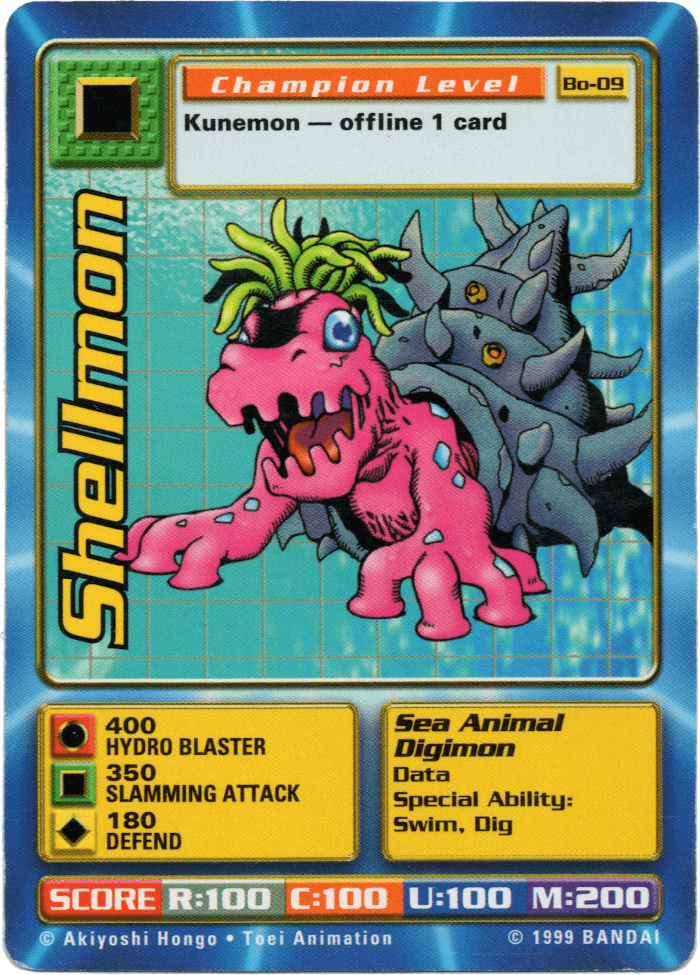 Champion Level
Bo-09
Kunemon — offline 1 card
Shellmon
400
HYDRO BLASTER
350
SLAMMING ATTACK
180
DEFEND
Sea Animal
Digimon
Data
Special Ability:
Swim, Dig
SCORE R:100 C:100 U:100 M:200
© Akiyoshi Hongo • Toei Animation
© 1999 BANDAI